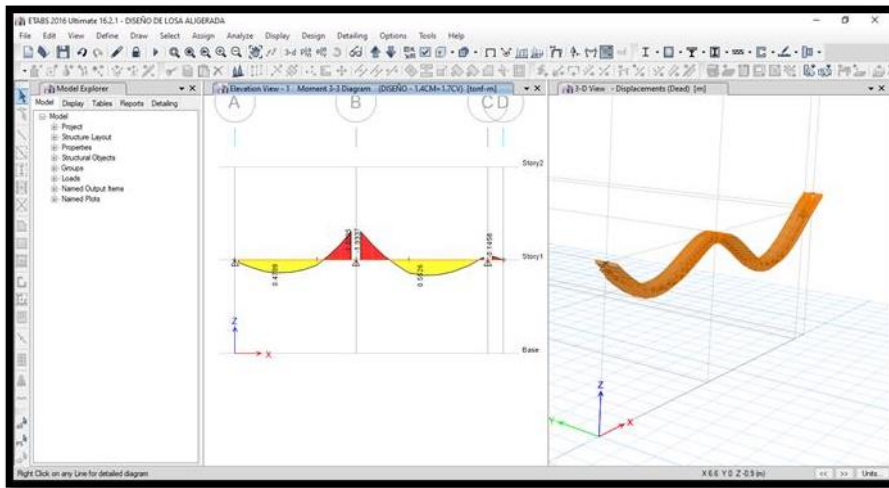 ETABS 2016 Ultimate 16.2.1 - DISEÑO DE LOSA ALIGERADA
File Edit View Define Draw Select Assign Analyze Display Design Detailing Options Tools Help
Model Explorer
Model Display Tables Reports Detailing
Model
Project
Structure Layout
Properties
Structural Objects
Groups
Loads
Named Output Items
Named Plots
Elevation View - 1 Moment 3-3 Diagram (DISEÑO - 1.4CM+1.7CV) [tonf-m]
A B C D
Story2
Story1
Base
0.5526
0.1458
Z
X
3-D View - Displacements (Dead) [m]
Z
Y X
Right Click on any Line for detailed diagram
X 6.6 Y 0 Z -0.9 (m)
<< >> Units...